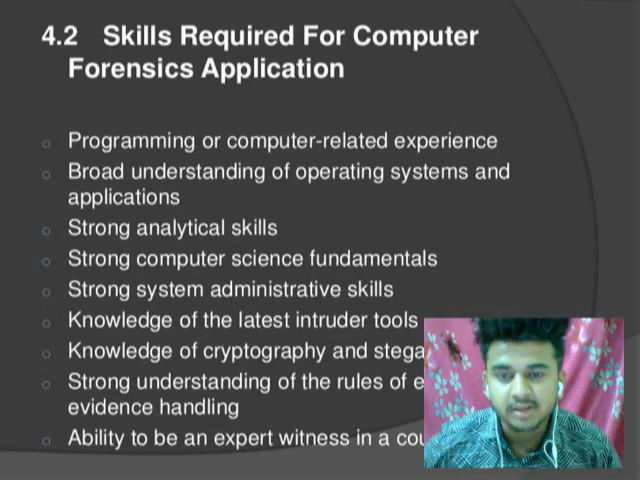 4.2 Skills Required For Computer
Forensics Application
Programming or computer-related experience
Broad understanding of operating systems and
applications
Strong analytical skills
Strong computer science fundamentals
Strong system administrative skills
Knowledge of the latest intruder tools
Knowledge of cryptography and
Strong understanding of the rules of
evidence handling
Ability to be an expert witness in a